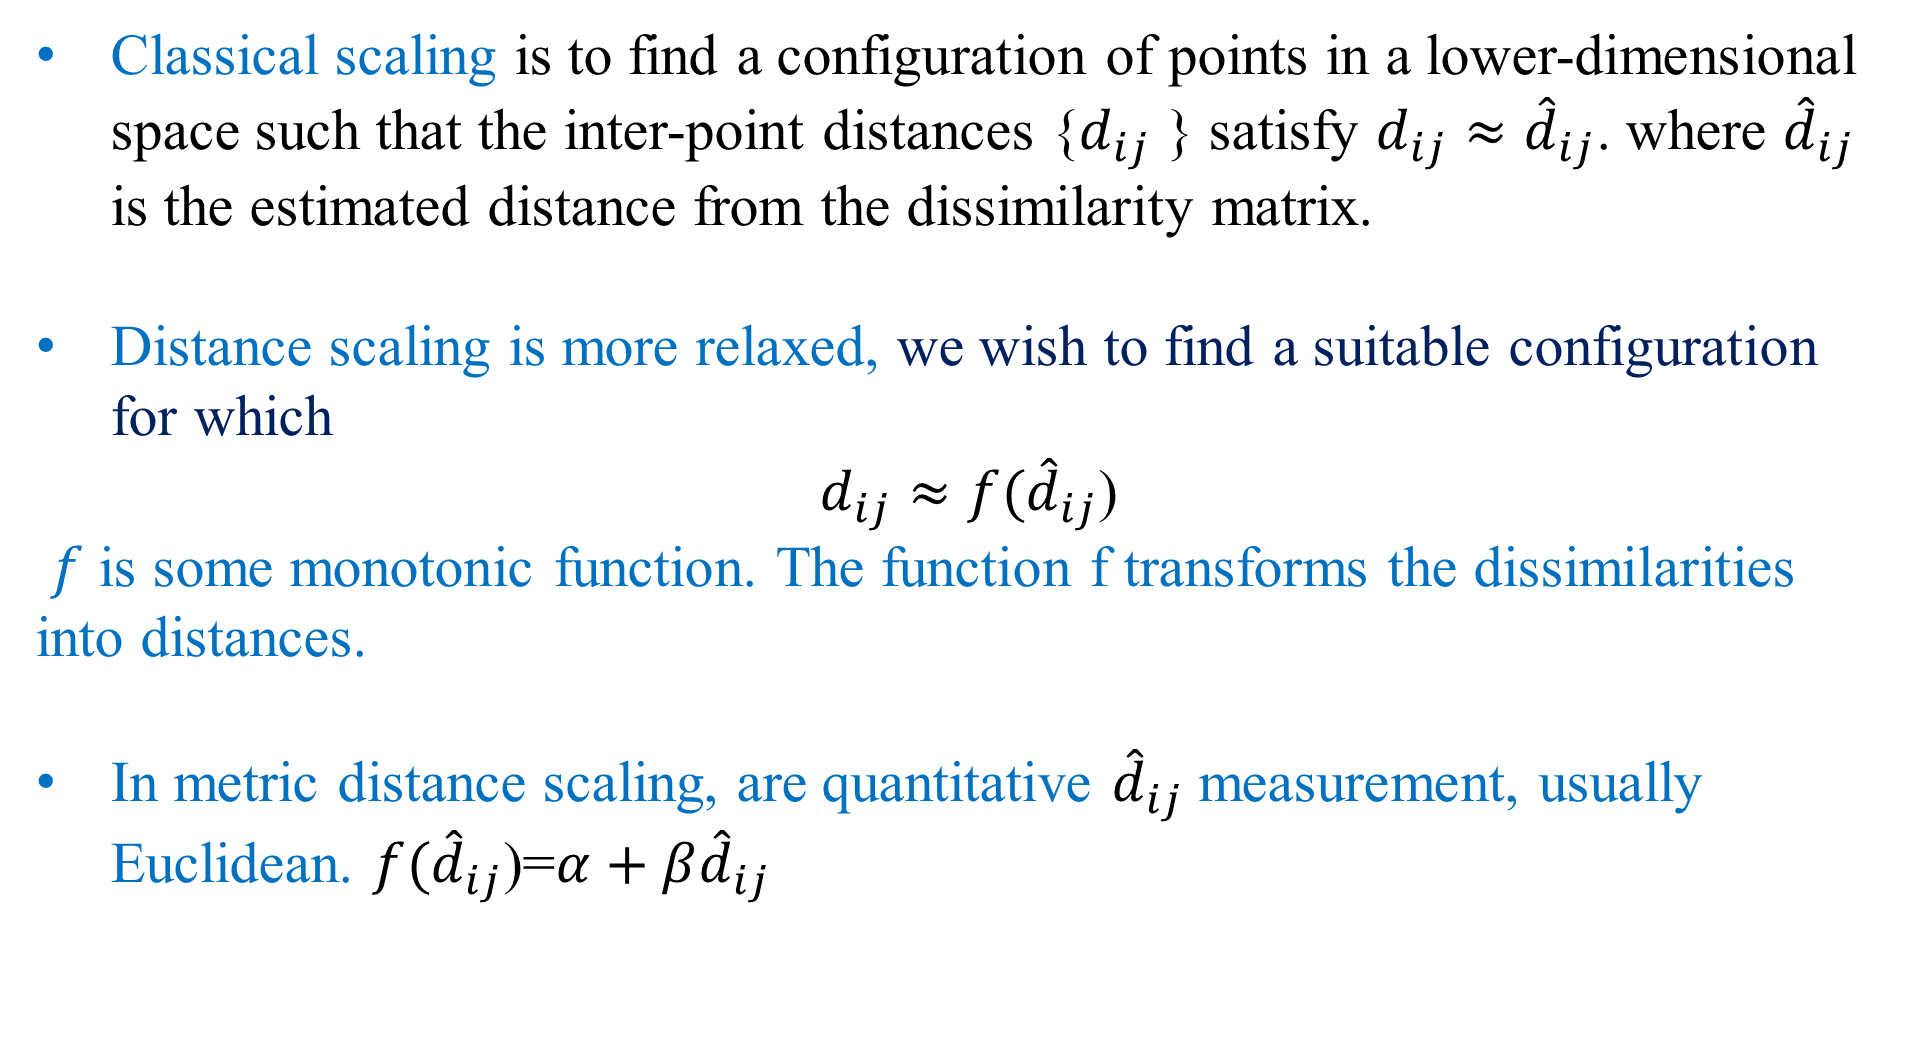 • Classical scaling is to find a configuration of points in a lower-dimensional
space such that the inter-point distances {𝑑𝑖𝑗 } satisfy 𝑑𝑖𝑗 ≈ 𝑑̂𝑖𝑗. where 𝑑̂𝑖𝑗
is the estimated distance from the dissimilarity matrix.
• Distance scaling is more relaxed, we wish to find a suitable configuration
for which
𝑑𝑖𝑗 ≈ 𝑓(𝑑̂𝑖𝑗)
𝑓 is some monotonic function. The function f transforms the dissimilarities
into distances.
• In metric distance scaling, are quantitative 𝑑̂𝑖𝑗 measurement, usually
Euclidean. 𝑓(𝑑̂𝑖𝑗)=𝛼 + 𝛽𝑑̂𝑖𝑗